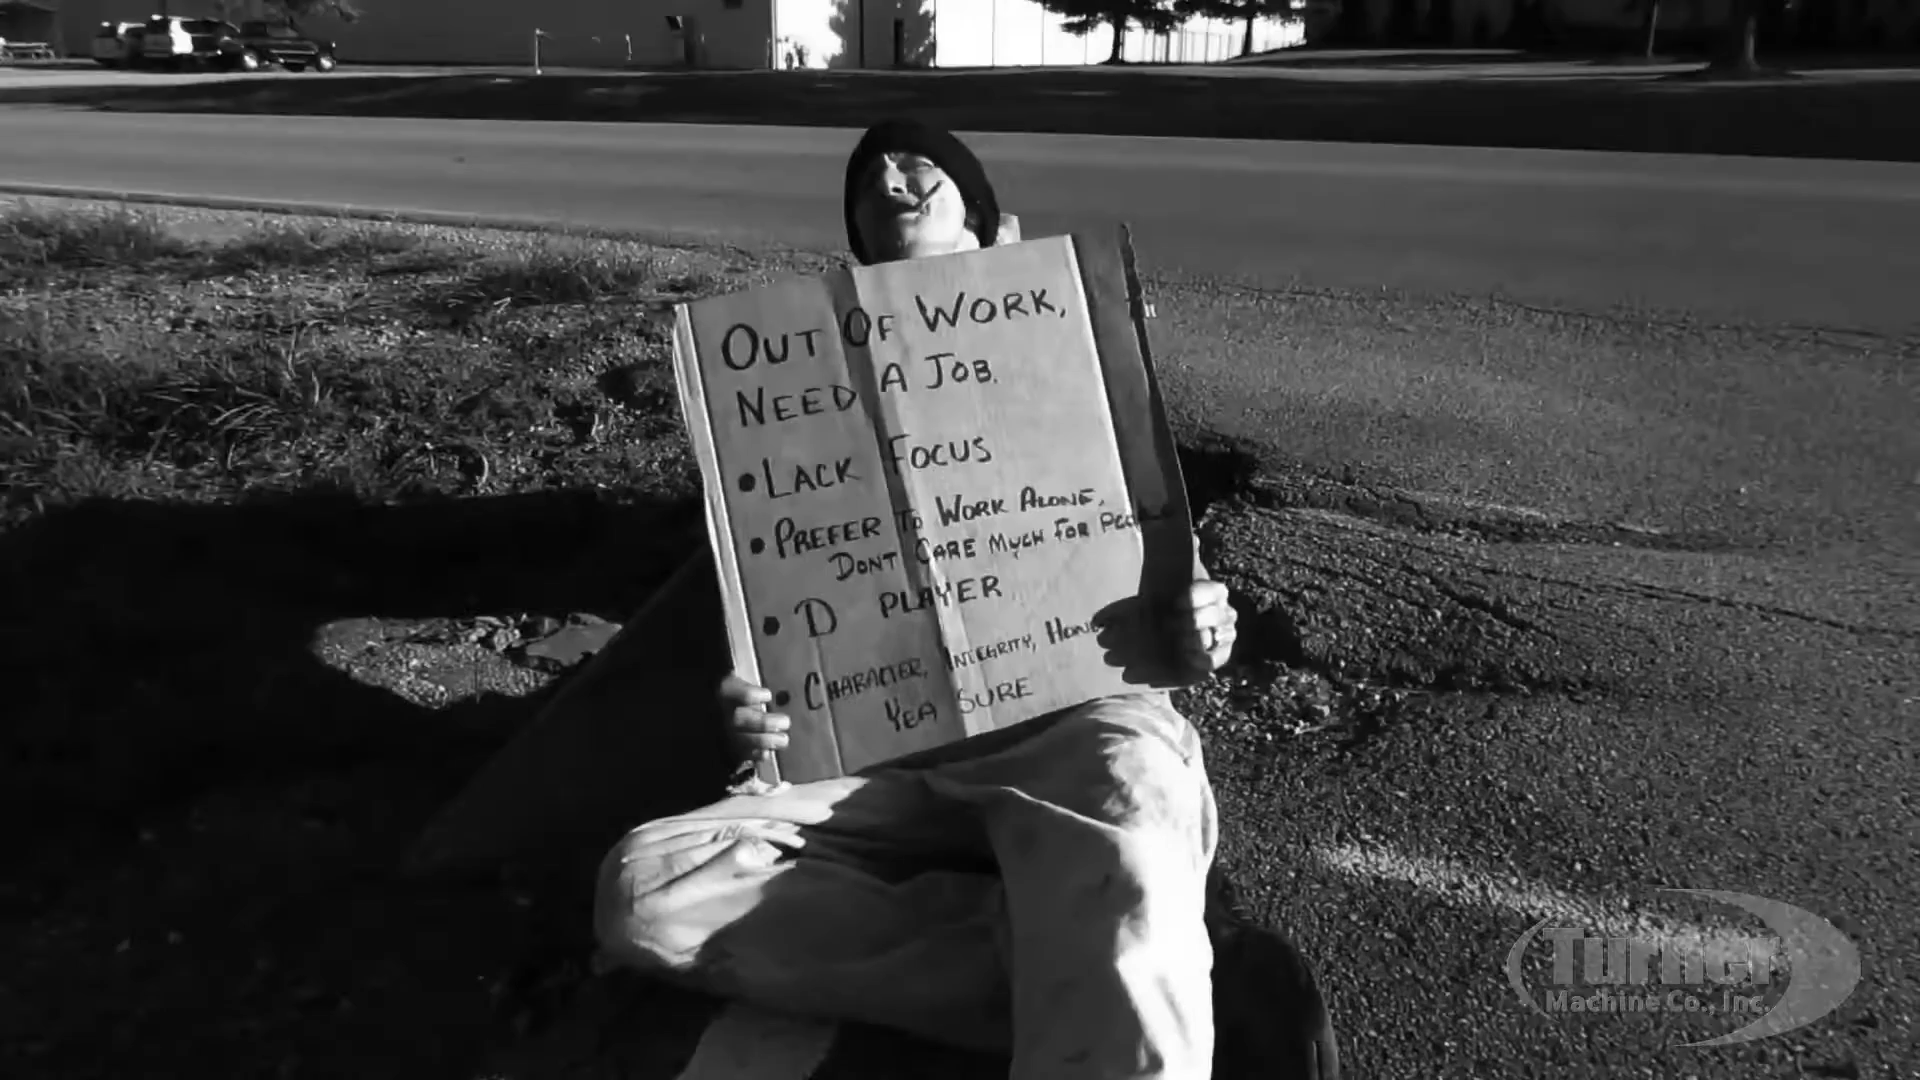 OUT OF WORK,
NEED A JOB.
• LACK FOCUS
• PREFER TO WORK ALONE,
DONT CARE MUCH FOR
• D PLAYER
• CHARACTER, INTEGRITY,
YEA SURE
Turner
Machine Co., Inc.